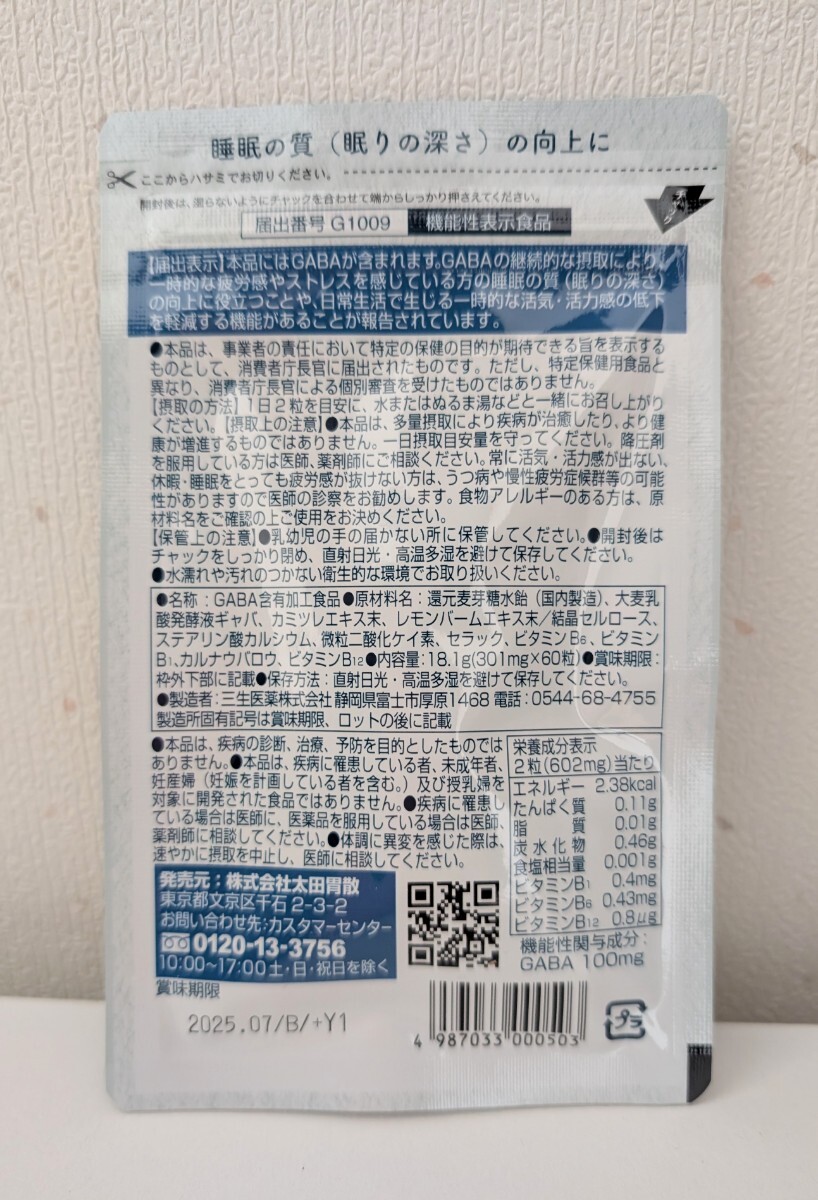 睡眠の質（眠りの深さ）の向上に
ここからハサミでお切りください。
開封後は、濡らないようにチャックを合わせて端からしっかり押さえてください。
届出番号 G1009 機能性表示食品
【届出表示】本品にはGABAが含まれます。GABAの継続的な摂取により、
一時的な疲労感やストレスを感じている方の睡眠の質（眠りの深さ）
の向上に役立つことや、日常生活で生じる一時的な活気・活力感の低下
を軽減する機能があることが報告されています。
●本品は、事業者の責任において特定の保健の目的が期待できる旨を表示する
ものとして、消費者庁長官に届出されたものです。ただし、特定保健用食品と
異なり、消費者庁長官による個別審査を受けたものではありません。
【摂取の方法】1日2粒を目安に、水またはぬるま湯などと一緒にお召し上がり
ください。【摂取上の注意】●本品は、多量摂取により疾病が治癒したり、より健
康が増進するものではありません。一日摂取目安量を守ってください。降圧剤
を服用している方は医師、薬剤師にご相談ください。常に活気・活力感が出ない、
休暇・睡眠をとっても疲労感が抜けない方は、うつ病や慢性疲労症候群等の可能
性がありますので医師の診察をお勧めします。食物アレルギーのある方は、原
材料名をご確認の上ご使用をお決めください。
【保管上の注意】●乳幼児の手の届かない所に保管してください。●開封後は
チャックをしっかり閉め、直射日光・高温多湿を避けて保存してください。
●水濡れや汚れのつかない衛生的な環境でお取り扱いください。
●名称：GABA含有加工食品●原材料名：還元麦芽糖水飴（国内製造）、大麦乳
酸発酵液ギャバ、カミツレエキス末、レモンバームエキス末／結晶セルロース、
ステアリン酸カルシウム、微粒二酸化ケイ素、セラック、ビタミンB6、ビタミン
B1、カルナウバロウ、ビタミンB12●内容量：18.1g(301mg×60粒)●賞味期限：
枠外下部に記載●保存方法：直射日光・高温多湿を避けて保存してください。
●製造者：三生医薬株式会社 静岡県富士市厚原1468 電話：0544-68-4755
製造所固有記号は賞味期限、ロットの後に記載
●本品は、疾病の診断、治療、予防を目的としたものでは
ありません。●本品は、疾病に罹患している者、未成年者、
妊産婦（妊娠を計画している者を含む。）及び授乳婦を
対象に開発された食品ではありません。●疾病に罹患し
ている場合は医師に、医薬品を服用している場合は医師、
薬剤師に相談してください。●体調に異変を感じた際は、
速やかに摂取を中止し、医師に相談してください。
栄養成分表示
2粒(602mg)当たり
エネルギー 2.38kcal
たんぱく質 0.11g
脂質 0.01g
炭水化物 0.46g
食塩相当量 0.001g
ビタミンB1 0.4mg
ビタミンB6 0.43mg
ビタミンB12 0.8μg
機能性関与成分：
GABA 100mg
発売元：株式会社太田胃散
東京都文京区千石2-3-2
お問い合わせ先：カスタマーセンター
0120-13-3756
10:00〜17:00 土・日・祝日を除く
賞味期限
2025.07/B/+Y1
4 987033 000503
プラ